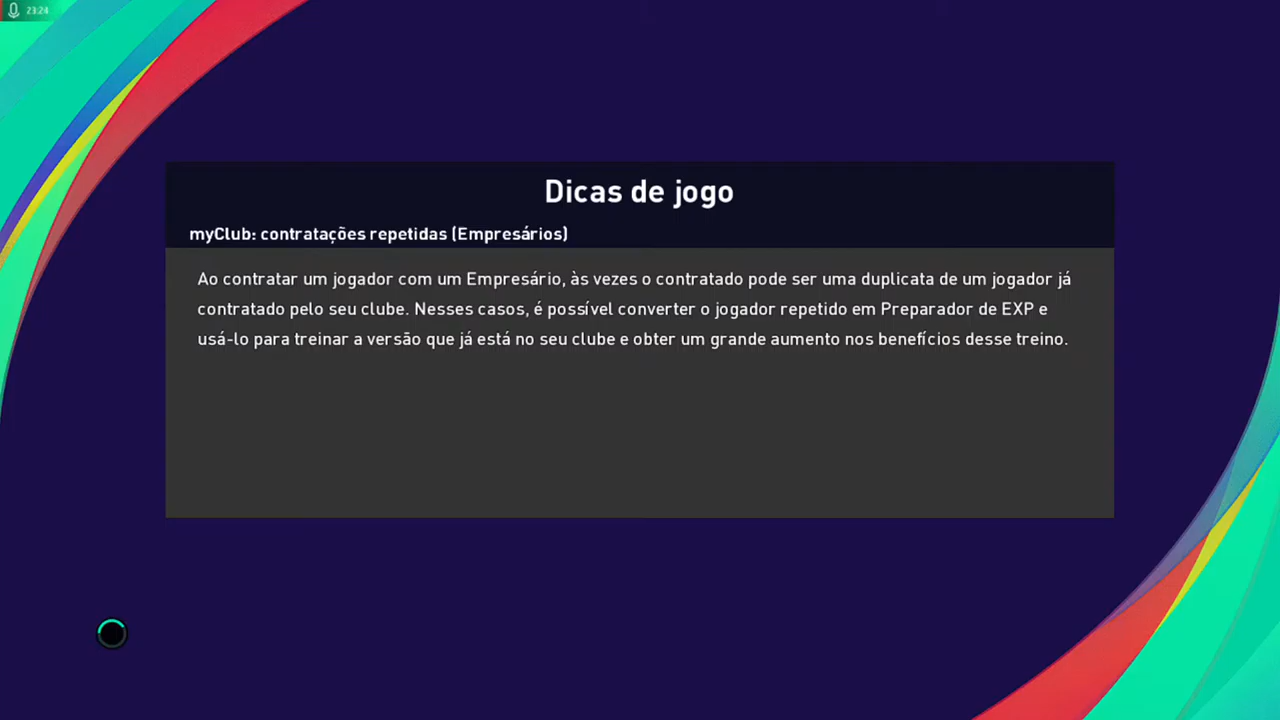 23:24
Dicas de jogo
myClub: contratações repetidas (Empresários)
Ao contratar um jogador com um Empresário, às vezes o contratado pode ser uma duplicata de um jogador já
contratado pelo seu clube. Nesses casos, é possível converter o jogador repetido em Preparador de EXP e
usá-lo para treinar a versão que já está no seu clube e obter um grande aumento nos benefícios desse treino.